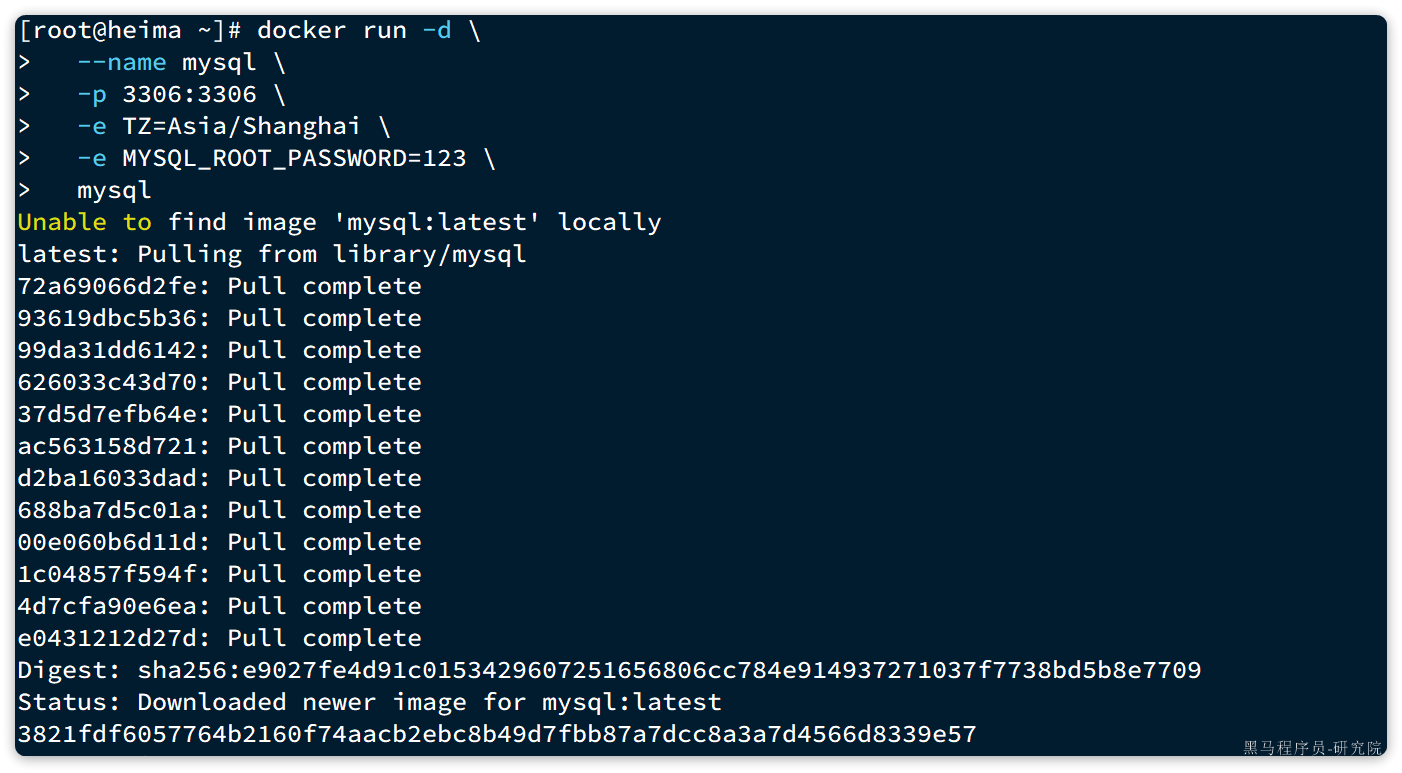 [root@heima ~]# docker run -d \
>   --name mysql \
>   -p 3306:3306 \
>   -e TZ=Asia/Shanghai \
>   -e MYSQL_ROOT_PASSWORD=123 \
>   mysql
Unable to find image 'mysql:latest' locally
latest: Pulling from library/mysql
72a69066d2fe: Pull complete
93619dbc5b36: Pull complete
99da31dd6142: Pull complete
626033c43d70: Pull complete
37d5d7efb64e: Pull complete
ac563158d721: Pull complete
d2ba16033dad: Pull complete
688ba7d5c01a: Pull complete
00e060b6d11d: Pull complete
1c04857f594f: Pull complete
4d7cfa90e6ea: Pull complete
e0431212d27d: Pull complete
Digest: sha256:e9027fe4d91c0153429607251656806cc784e914937271037f7738bd5b8e7709
Status: Downloaded newer image for mysql:latest
3821fdf6057764b2160f74aacb2ebc8b49d7fbb87a7dcc8a3a7d4566d8339e57
黑马程序员-研究院